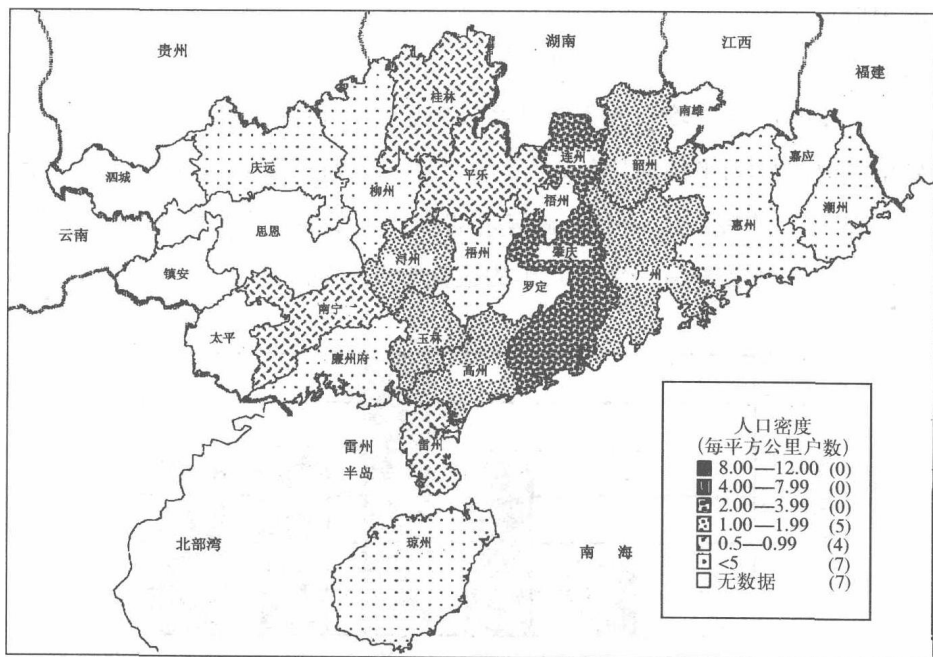 贵州
湖南
江西
福建
桂林
南雄
连州
韶州
嘉应
泗城
庆远
柳州
平乐
梧州
潮州
惠州
云南
思恩
浔州
梧州
肇庆
广州
镇安
罗定
南宁
太平
廉州府
玉林
高州
雷州
半岛
雷州
北部湾
琼州
南海
人口密度
(每平方公里户数)
8.00—12.00 (0)
4.00—7.99 (0)
2.00—3.99 (0)
1.00—1.99 (5)
0.5—0.99 (4)
<5 (7)
无数据 (7)